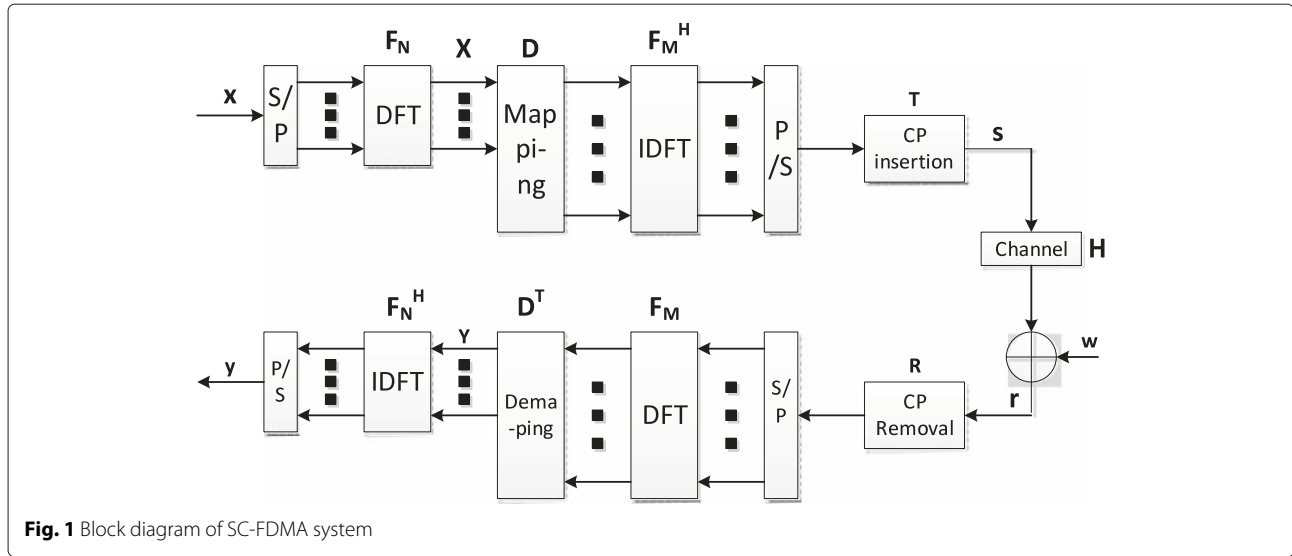 F_N
X
D
F_M^H
x
S/
P
DFT
Map
pi-
ng
IDFT
P
/S
T
CP
insertion
s
Channel
H
w
r
R
CP
Removal
S/
P
F_M
DFT
D^T
Dema
-ping
Y
F_N^H
IDFT
P/
S
y
Fig. 1 Block diagram of SC-FDMA system